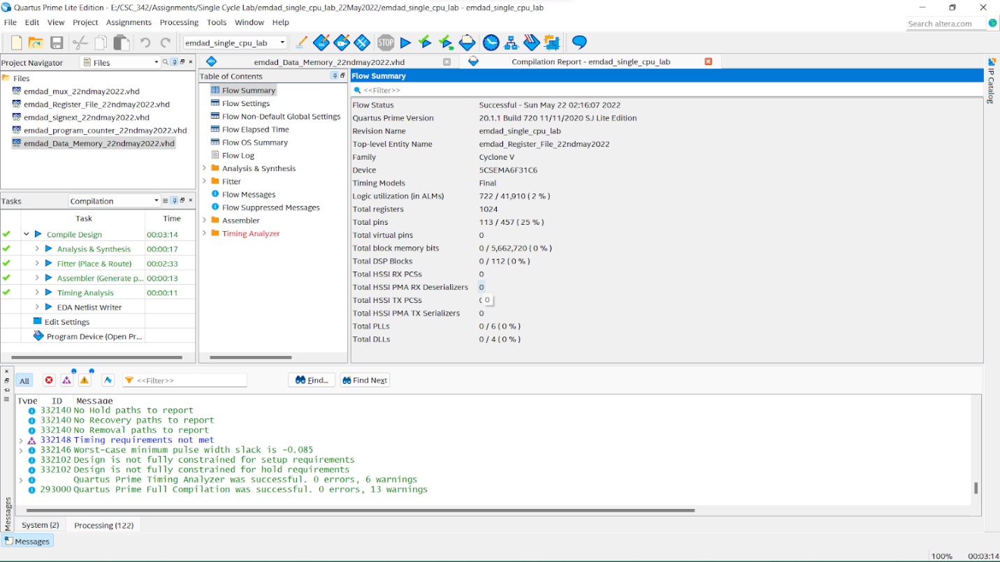 Quartus Prime Lite Edition - E:/CSC_342/Assignments/Single Cycle Lab/emdad_single_cpu_lab_22May2022/emdad_single_cpu_lab - emdad_single_cpu_lab
File Edit View Project Assignments Processing Tools Window Help
Search altera.com
emdad_single_cpu_lab
STOP
Project Navigator
Files
Files
emdad_mux_22ndmay2022.vhd
emdad_Register_File_22ndmay2022.vhd
emdad_signext_22ndmay2022.vhd
emdad_program_counter_22ndmay2022.vhd
emdad_Data_Memory_22ndmay2022.vhd
Tasks
Compilation
Task Time
Compile Design 00:03:14
Analysis & Synthesis 00:00:17
Fitter (Place & Route) 00:02:33
Assembler (Generate p... 00:00:13
Timing Analysis 00:00:11
EDA Netlist Writer
Edit Settings
Program Device (Open Pr...
emdad_Data_Memory_22ndmay2022.vhd
Compilation Report - emdad_single_cpu_lab
Table of Contents
Flow Summary
Flow Settings
Flow Non-Default Global Settings
Flow Elapsed Time
Flow OS Summary
Flow Log
Analysis & Synthesis
Fitter
Flow Messages
Flow Suppressed Messages
Assembler
Timing Analyzer
Flow Summary
<<Filter>>
Flow Status Successful - Sun May 22 02:16:07 2022
Quartus Prime Version 20.1.1 Build 720 11/11/2020 SJ Lite Edition
Revision Name emdad_single_cpu_lab
Top-level Entity Name emdad_Register_File_22ndmay2022
Family Cyclone V
Device 5CSEMA6F31C6
Timing Models Final
Logic utilization (in ALMs) 722 / 41,910 ( 2 % )
Total registers 1024
Total pins 113 / 457 ( 25 % )
Total virtual pins 0
Total block memory bits 0 / 5,662,720 ( 0 % )
Total DSP Blocks 0 / 112 ( 0 % )
Total HSSI RX PCSs 0
Total HSSI PMA RX Deserializers 0
Total HSSI TX PCSs 0
Total HSSI PMA TX Serializers 0
Total PLLs 0 / 6 ( 0 % )
Total DLLs 0 / 4 ( 0 % )
IP Catalog
All
<<Filter>>
Find...
Find Next
Type ID Message
332140 No Hold paths to report
332140 No Recovery paths to report
332140 No Removal paths to report
332148 Timing requirements not met
332146 Worst-case minimum pulse width slack is -0.085
332102 Design is not fully constrained for setup requirements
332102 Design is not fully constrained for hold requirements
Quartus Prime Timing Analyzer was successful. 0 errors, 6 warnings
293000 Quartus Prime Full Compilation was successful. 0 errors, 13 warnings
Messages
System (2) Processing (122)
Messages
100% 00:03:14